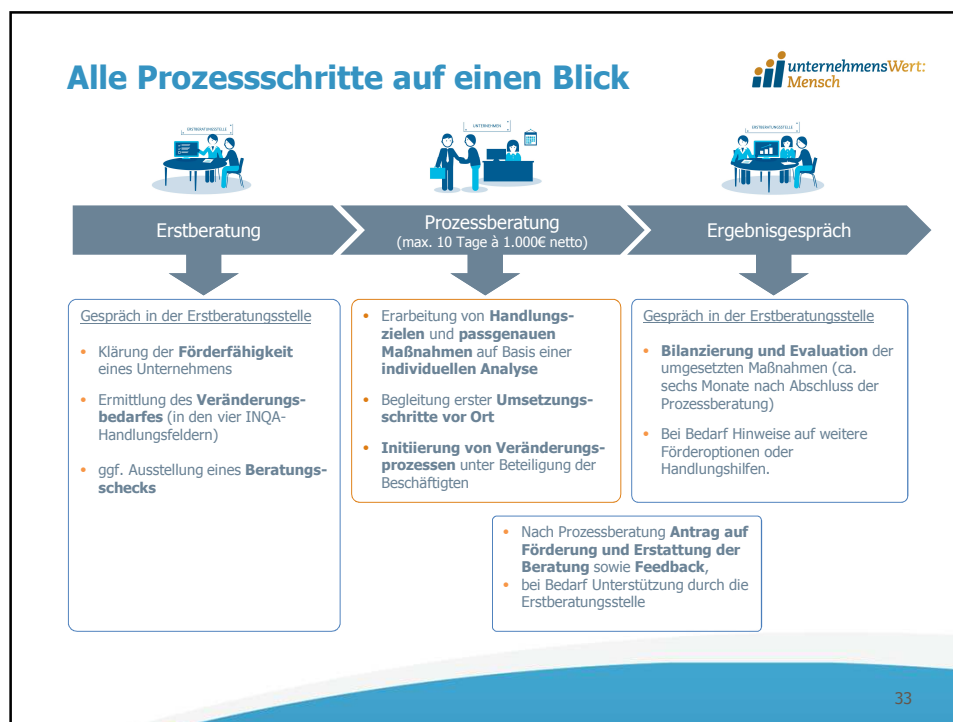 Alle Prozessschritte auf einen Blick
unternehmensWert:
Mensch
ERSTBERATUNGSSTELLE
UNTERNEHMEN
ERSTBERATUNGSSTELLE
Erstberatung
Prozessberatung
(max. 10 Tage à 1.000€ netto)
Ergebnisgespräch
Gespräch in der Erstberatungsstelle
• Klärung der Förderfähigkeit
eines Unternehmens
• Ermittlung des Veränderungs-
bedarfes (in den vier INQA-
Handlungsfeldern)
• ggf. Ausstellung eines Beratungs-
schecks
• Erarbeitung von Handlungs-
zielen und passgenauen
Maßnahmen auf Basis einer
individuellen Analyse
• Begleitung erster Umsetzungs-
schritte vor Ort
• Initiierung von Veränderungs-
prozessen unter Beteiligung der
Beschäftigten
Gespräch in der Erstberatungsstelle
• Bilanzierung und Evaluation der
umgesetzten Maßnahmen (ca.
sechs Monate nach Abschluss der
Prozessberatung)
• Bei Bedarf Hinweise auf weitere
Förderoptionen oder
Handlungshilfen.
• Nach Prozessberatung Antrag auf
Förderung und Erstattung der
Beratung sowie Feedback,
• bei Bedarf Unterstützung durch die
Erstberatungsstelle
33